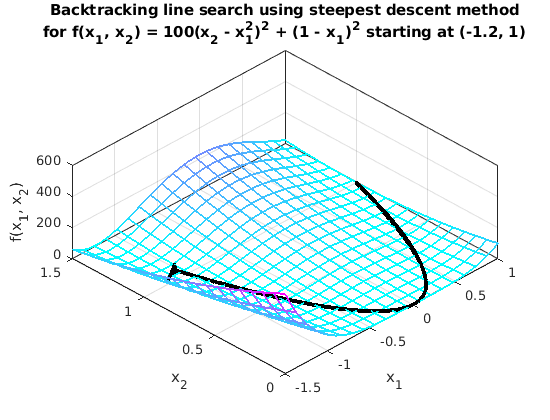 Backtracking line search using steepest descent method
for f(x₁, x₂) = 100(x₂ - x₁²)² + (1 - x₁)² starting at (-1.2, 1)
600
400
200
0
f(x₁, x₂)
1.5
1
0.5
0
x₂
-1.5
-1
-0.5
0
0.5
1
x₁